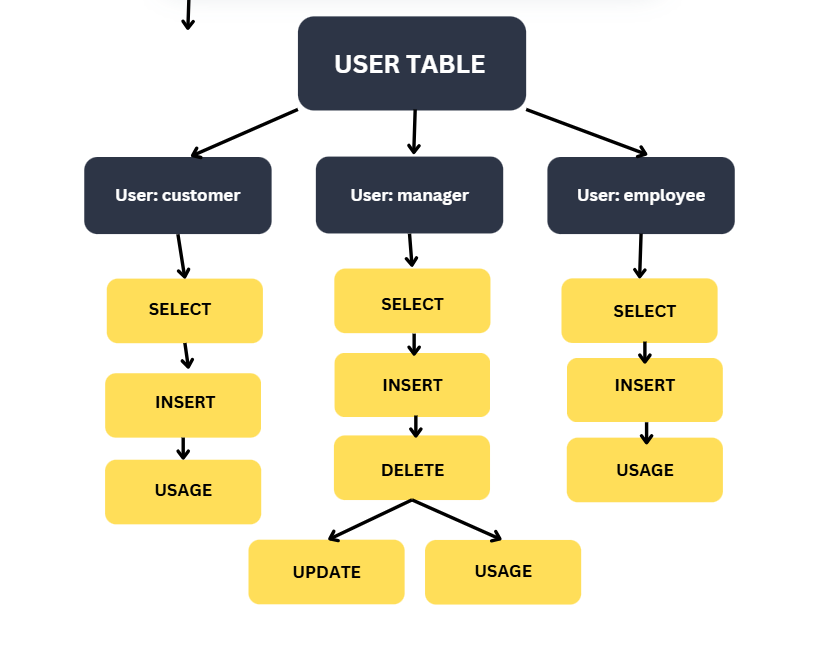 USER TABLE
User: customer
User: manager
User: employee
SELECT
SELECT
SELECT
INSERT
INSERT
INSERT
USAGE
DELETE
USAGE
UPDATE
USAGE